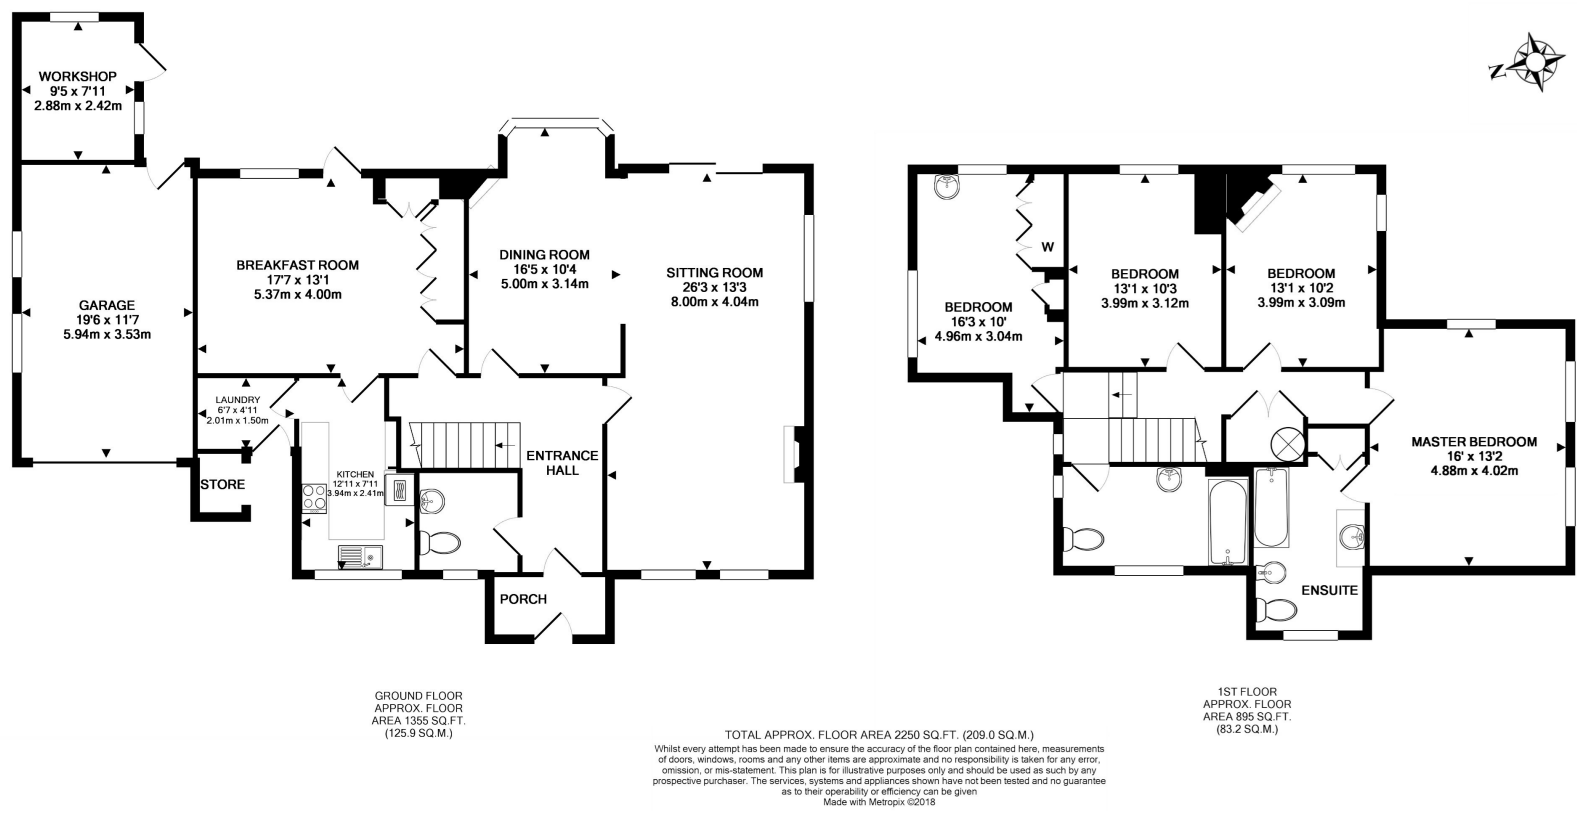 WORKSHOP
9'5 x 7'11
2.88m x 2.42m
GARAGE
19'6 x 11'7
5.94m x 3.53m
BREAKFAST ROOM
17'7 x 13'1
5.37m x 4.00m
DINING ROOM
16'5 x 10'4
5.00m x 3.14m
SITTING ROOM
26'3 x 13'3
8.00m x 4.04m
LAUNDRY
6'7 x 4'11
2.01m x 1.50m
STORE
KITCHEN
12'11 x 7'11
3.94m x 2.41m
ENTRANCE
HALL
PORCH
GROUND FLOOR
APPROX. FLOOR
AREA 1355 SQ.FT.
(125.9 SQ.M.)
N
W
BEDROOM
16'3 x 10'
4.96m x 3.04m
BEDROOM
13'1 x 10'3
3.99m x 3.12m
BEDROOM
13'1 x 10'2
3.99m x 3.09m
MASTER BEDROOM
16' x 13'2
4.88m x 4.02m
ENSUITE
1ST FLOOR
APPROX. FLOOR
AREA 895 SQ.FT.
(83.2 SQ.M.)
TOTAL APPROX. FLOOR AREA 2250 SQ.FT. (209.0 SQ.M.)
Whilst every attempt has been made to ensure the accuracy of the floor plan contained here, measurements
of doors, windows, rooms and any other items are approximate and no responsibility is taken for any error,
omission, or mis-statement. This plan is for illustrative purposes only and should be used as such by any
prospective purchaser. The services, systems and appliances shown have not been tested and no guarantee
as to their operability or efficiency can be given
Made with Metropix ©2018